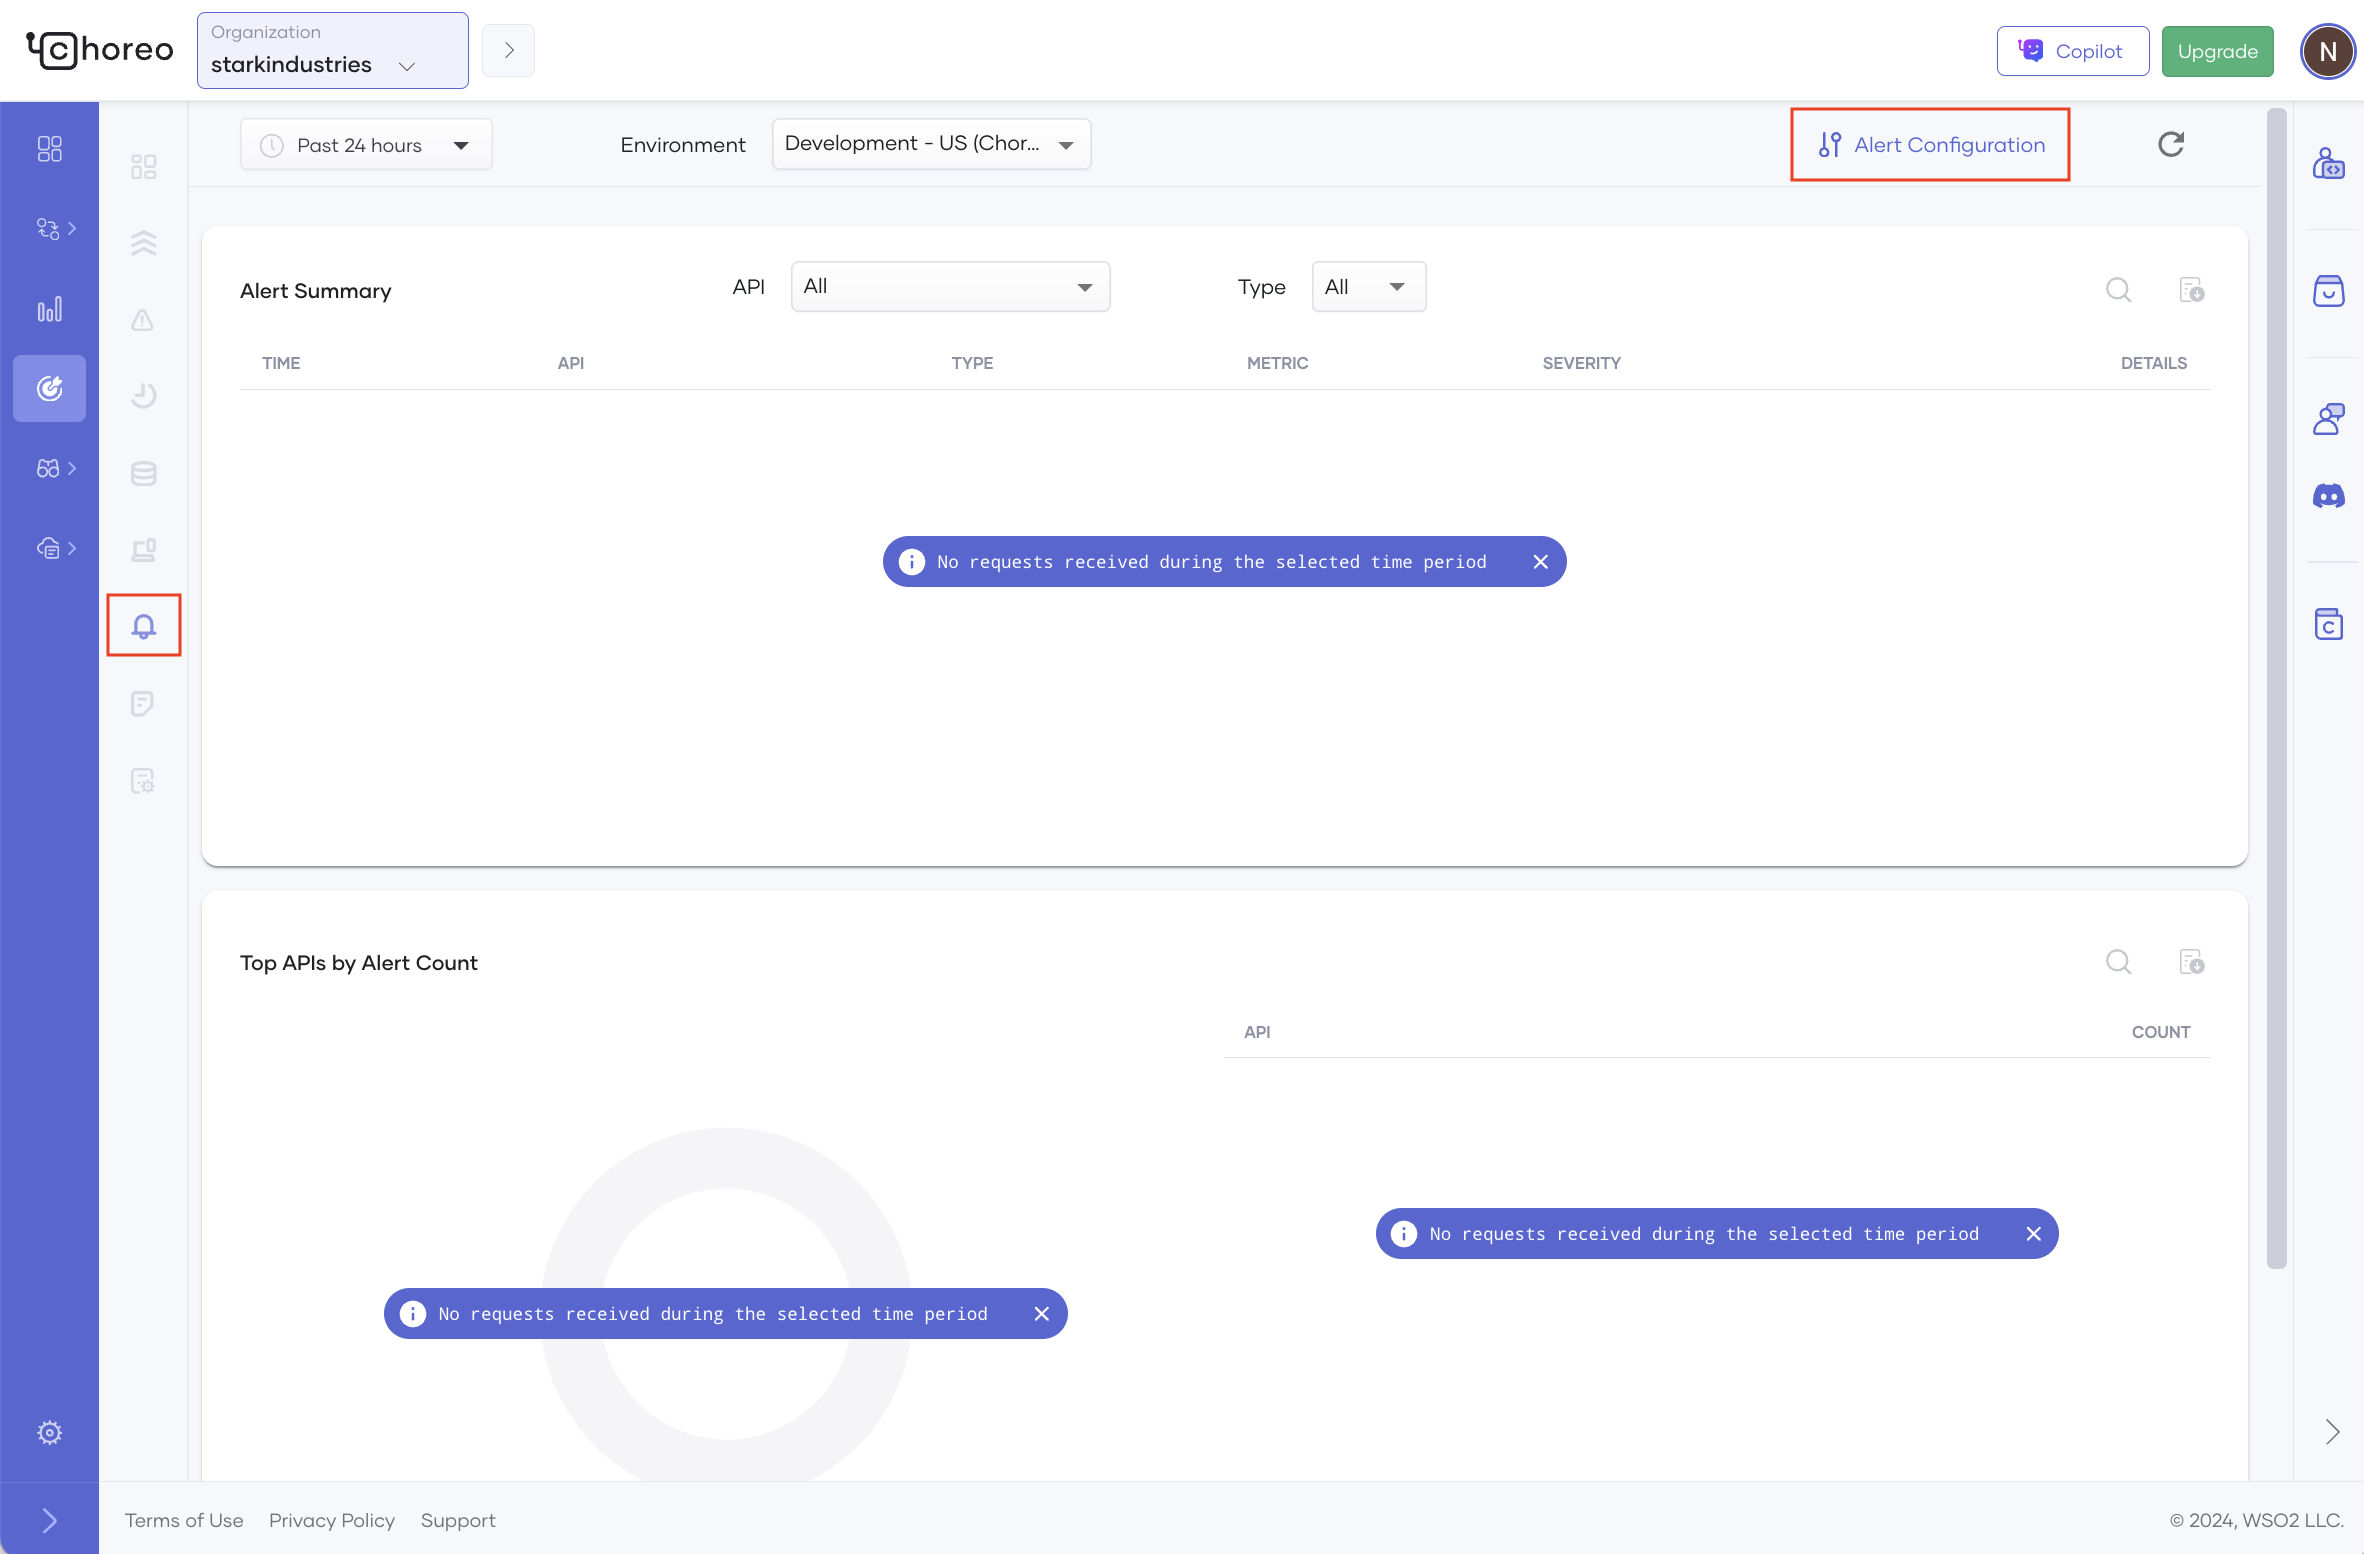 choreo
Organization
starkindustries
Copilot
Upgrade
N
Past 24 hours
Environment
Development - US (Chor...
Alert Configuration
Alert Summary
API
All
Type
All
TIME
API
TYPE
METRIC
SEVERITY
DETAILS
No requests received during the selected time period
Top APIs by Alert Count
API
COUNT
No requests received during the selected time period
No requests received during the selected time period
Terms of Use
Privacy Policy
Support
© 2024, WSO2 LLC.